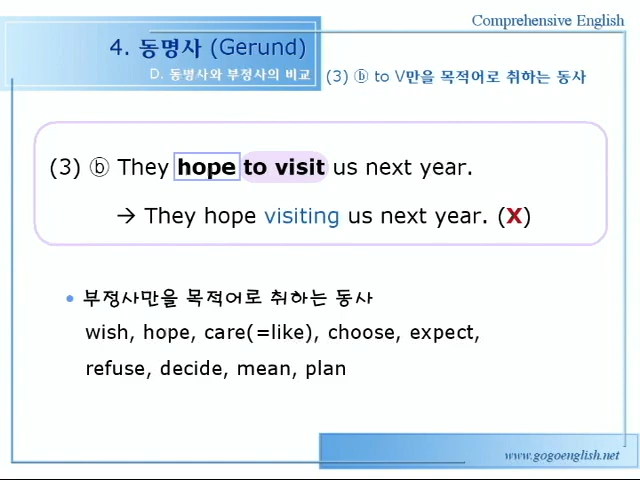 Comprehensive English
4. 동명사 (Gerund)
D. 동명사와 부정사의 비교
(3) ⓑ to V만을 목적어로 취하는 동사
(3) ⓑ They hope to visit us next year.
→ They hope visiting us next year. (X)
• 부정사만을 목적어로 취하는 동사
wish, hope, care(=like), choose, expect,
refuse, decide, mean, plan
www.gogoenglish.net